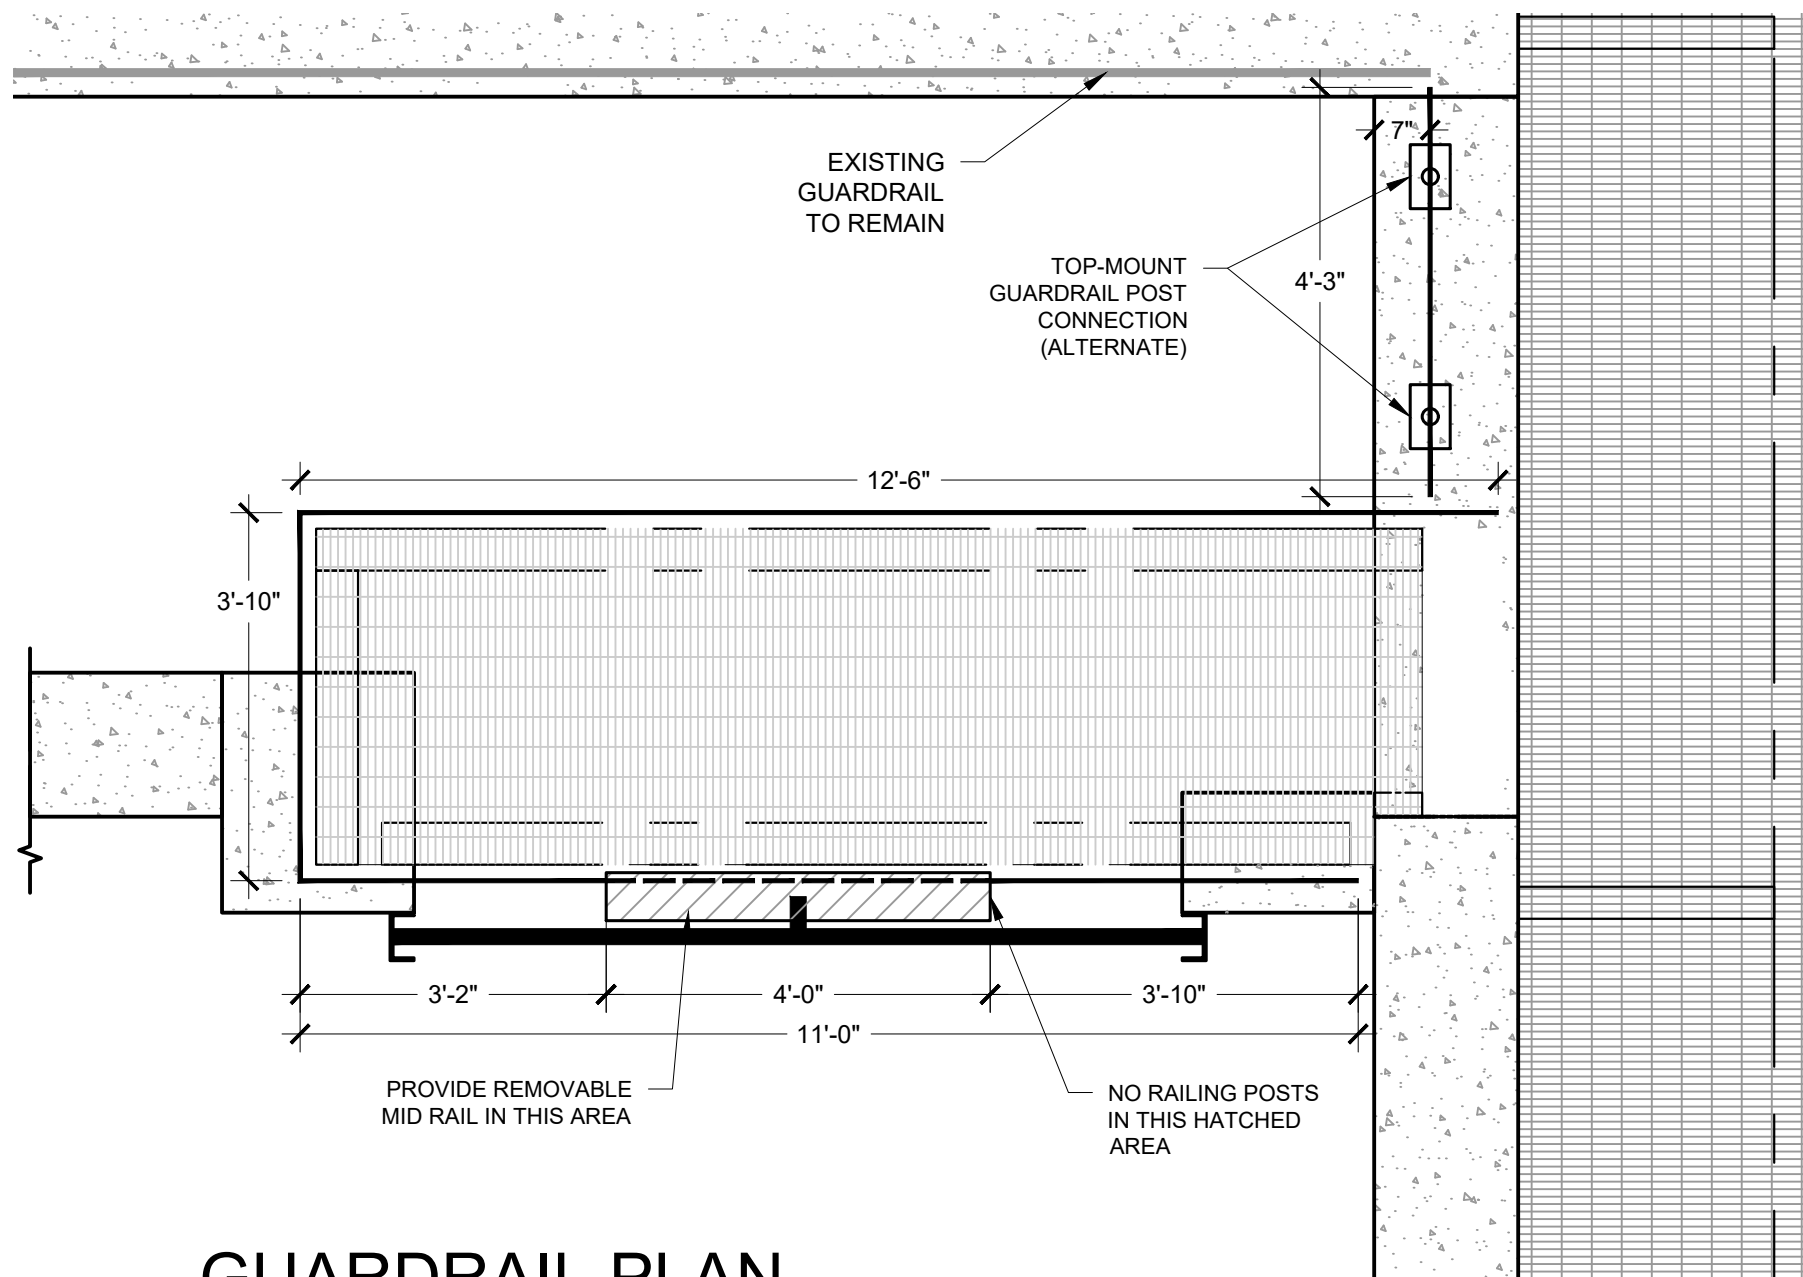 7"
EXISTING
GUARDRAIL
TO REMAIN
TOP-MOUNT
GUARDRAIL POST
CONNECTION
(ALTERNATE)
4'-3"
12'-6"
3'-10"
3'-2"
4'-0"
3'-10"
11'-0"
PROVIDE REMOVABLE
MID RAIL IN THIS AREA
NO RAILING POSTS
IN THIS HATCHED
AREA
GUARDRAIL PLAN